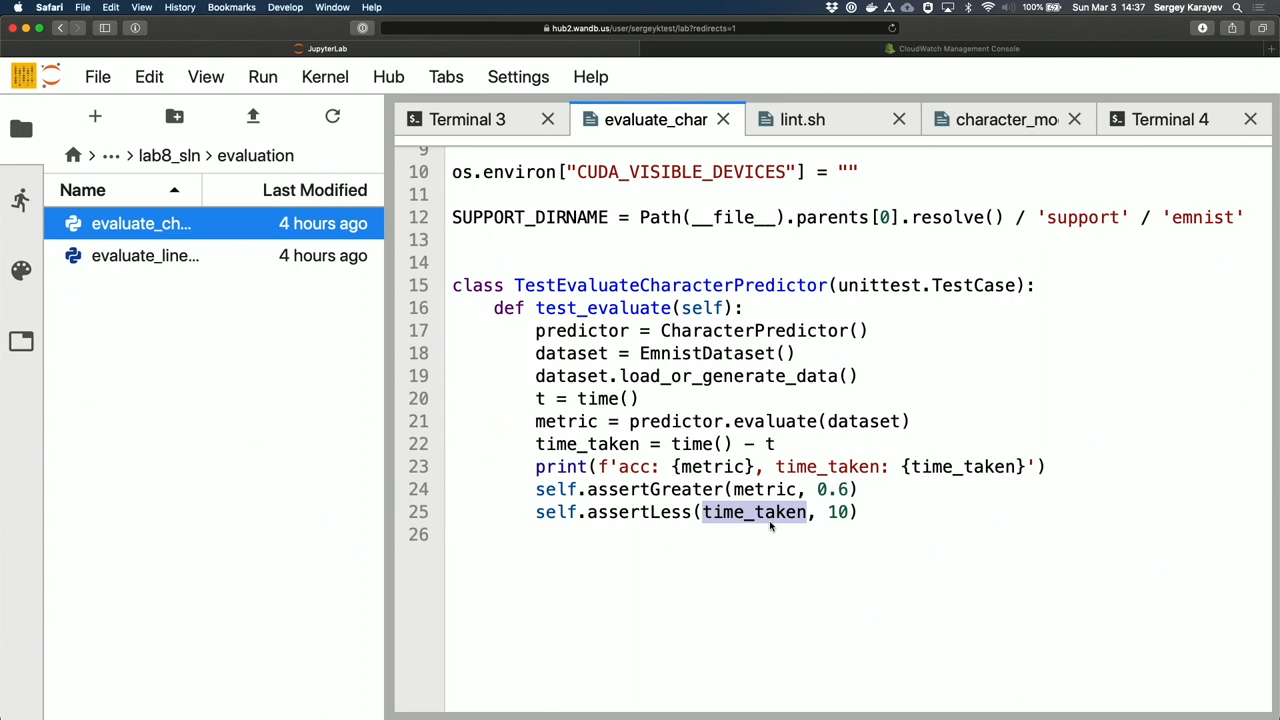 Safari File Edit View History Bookmarks Develop Window Help
100% Sun Mar 3 14:37 Sergey Karayev
hub2.wandb.us/user/sergeyktest/lab?redirects=1
JupyterLab
CloudWatch Management Console
File Edit View Run Kernel Hub Tabs Settings Help
Terminal 3
evaluate_char
lint.sh
character_mo
Terminal 4
... > lab8_sln > evaluation
Name Last Modified
evaluate_ch... 4 hours ago
evaluate_line... 4 hours ago
9
10 os.environ["CUDA_VISIBLE_DEVICES"] = ""
11
12 SUPPORT_DIRNAME = Path(__file__).parents[0].resolve() / 'support' / 'emnist'
13
14
15 class TestEvaluateCharacterPredictor(unittest.TestCase):
16 def test_evaluate(self):
17 predictor = CharacterPredictor()
18 dataset = EmnistDataset()
19 dataset.load_or_generate_data()
20 t = time()
21 metric = predictor.evaluate(dataset)
22 time_taken = time() - t
23 print(f'acc: {metric}, time_taken: {time_taken}')
24 self.assertGreater(metric, 0.6)
25 self.assertLess(time_taken, 10)
26